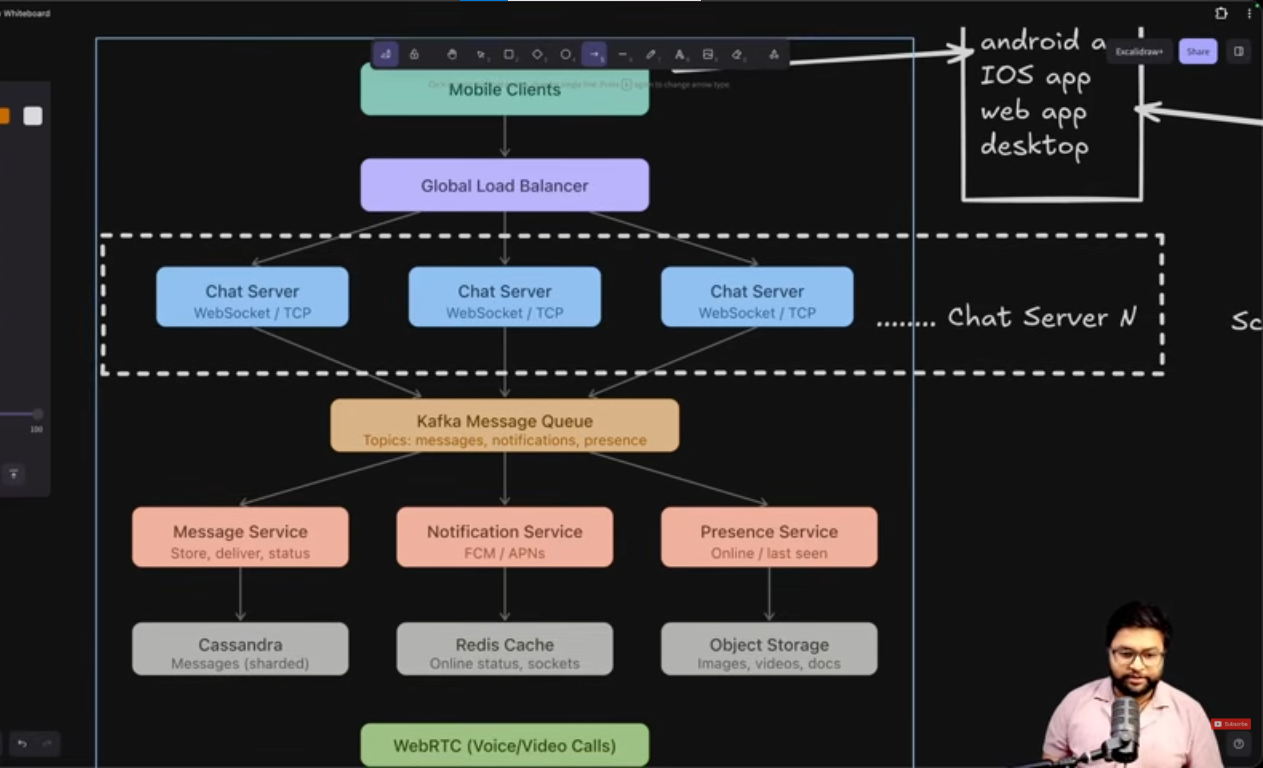 Whiteboard
android a
Excalidraw+
Share
IOS app
web app
desktop
Mobile Clients
Global Load Balancer
Chat Server
WebSocket / TCP
Chat Server
WebSocket / TCP
Chat Server
WebSocket / TCP
........ Chat Server N
Sc
Kafka Message Queue
Topics: messages, notifications, presence
100
Message Service
Store, deliver, status
Notification Service
FCM / APNs
Presence Service
Online / last seen
Cassandra
Messages (sharded)
Redis Cache
Online status, sockets
Object Storage
Images, videos, docs
Subscribe
WebRTC (Voice/Video Calls)